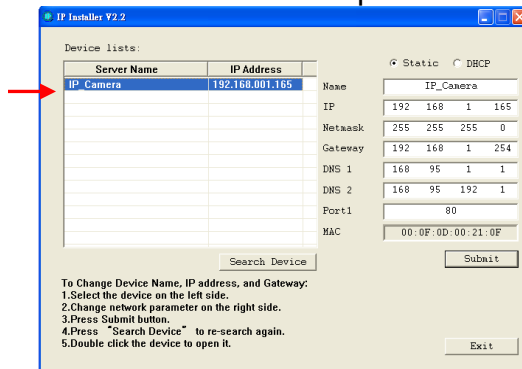 IP Installer V2.2
Device lists:
Server Name IP Address
IP_Camera 192.168.001.165
Static DHCP
Name IP_Camera
IP 192 168 1 165
Netmask 255 255 255 0
Gateway 192 168 1 254
DNS 1 168 95 1 1
DNS 2 168 95 192 1
Port1 80
MAC 00:0F:0D:00:21:0F
Search Device
Submit
To Change Device Name, IP address, and Gateway:
1.Select the device on the left side.
2.Change network parameter on the right side.
3.Press Submit button.
4.Press “Search Device” to re-search again.
5.Double click the device to open it.
Exit